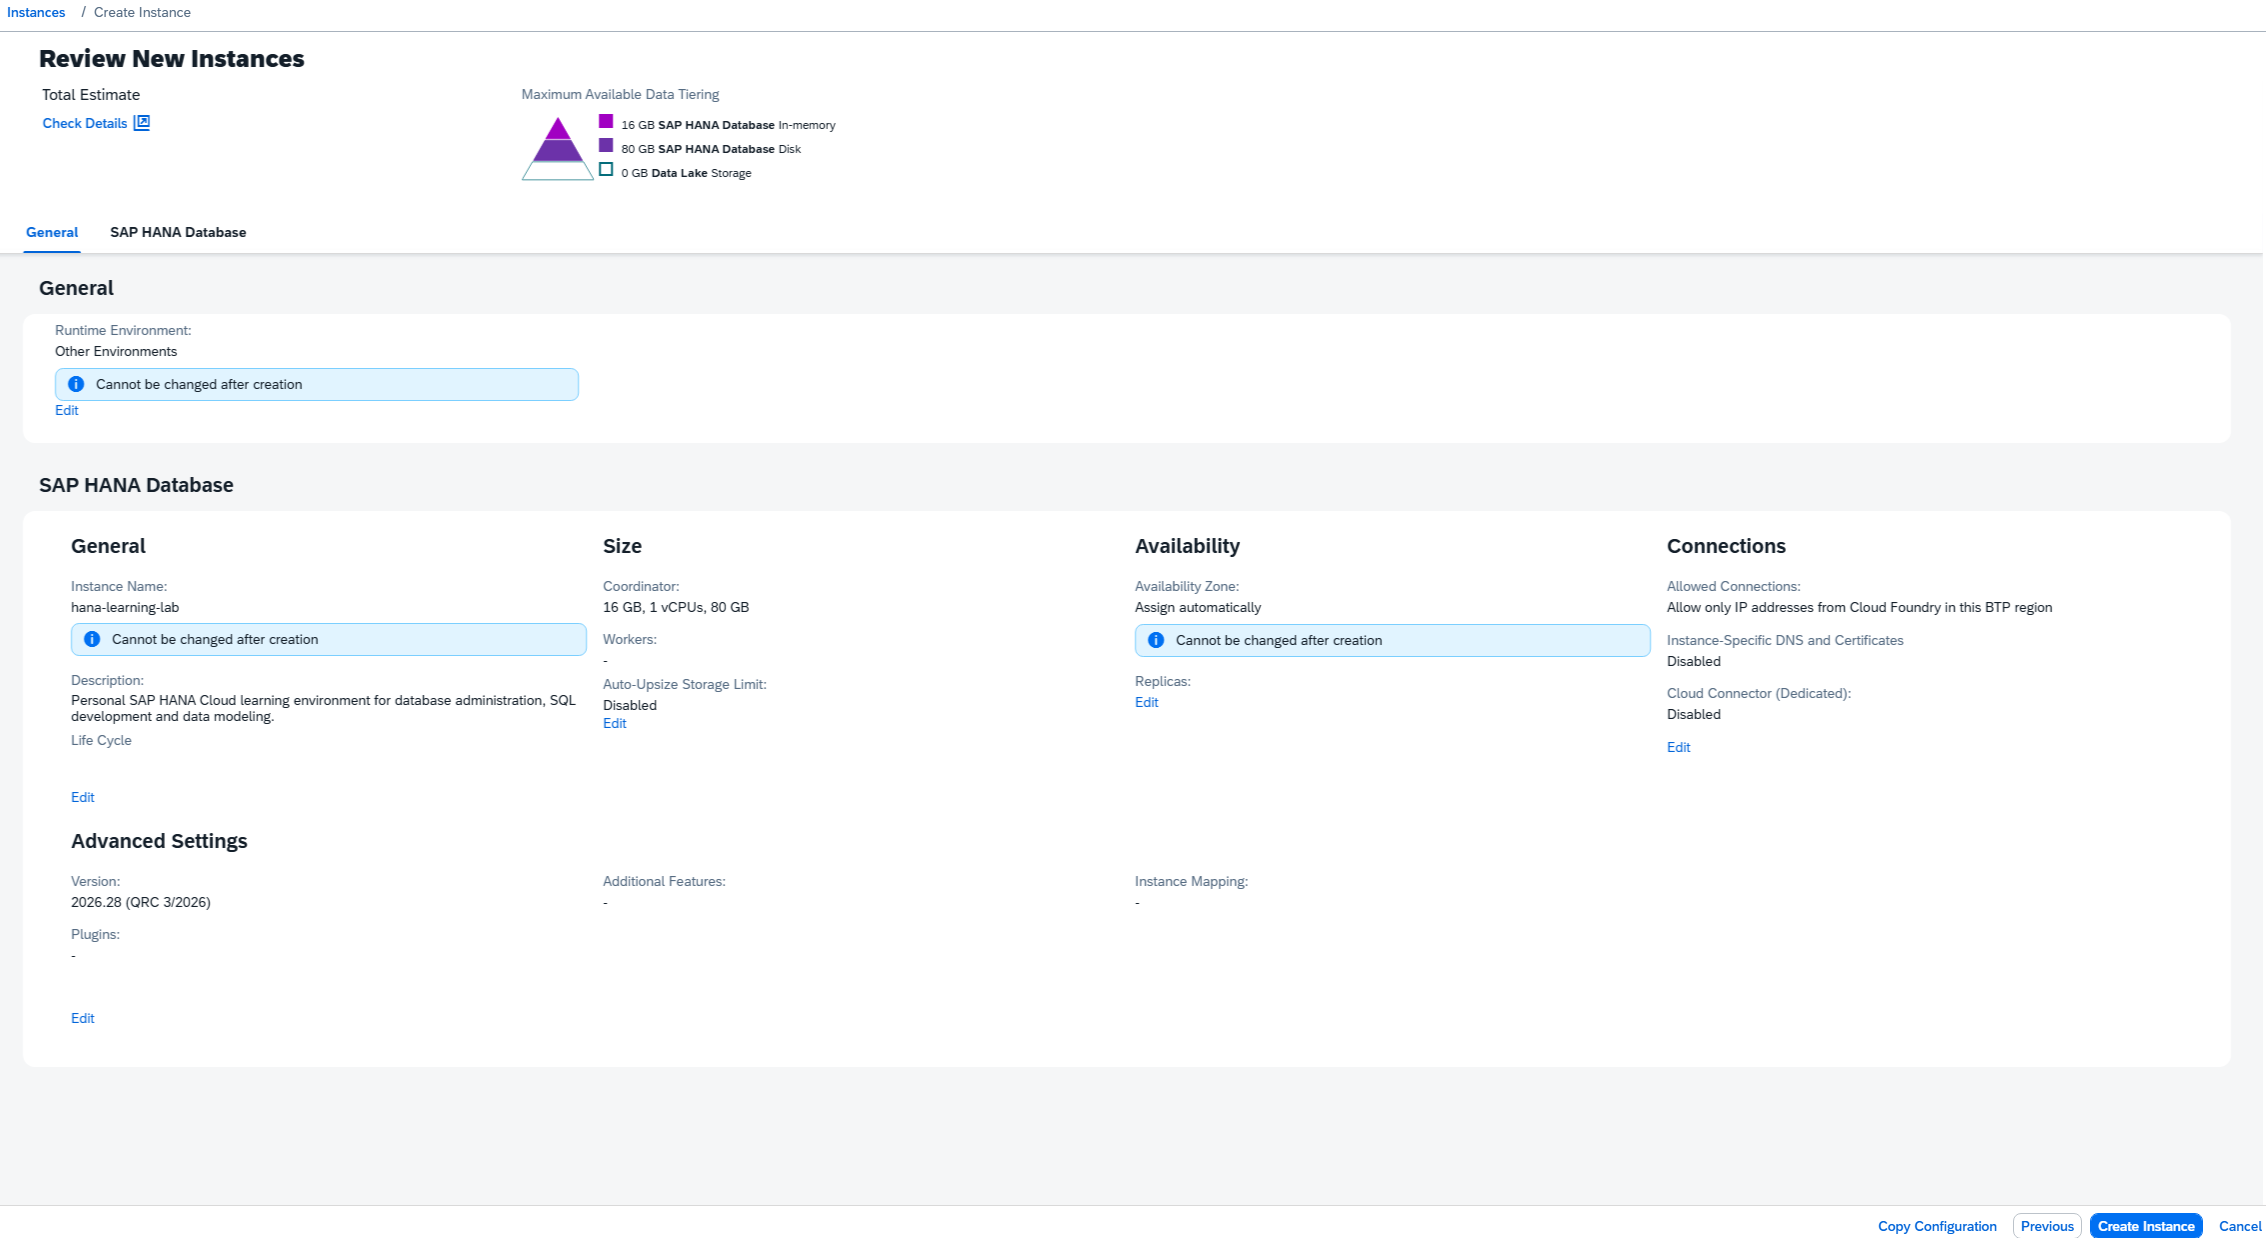 Instances / Create Instance
Review New Instances
Total Estimate
Check Details
Maximum Available Data Tiering
16 GB SAP HANA Database In-memory
80 GB SAP HANA Database Disk
0 GB Data Lake Storage
General SAP HANA Database
General
Runtime Environment:
Other Environments
Cannot be changed after creation
Edit
SAP HANA Database
General
Instance Name:
hana-learning-lab
Cannot be changed after creation
Description:
Personal SAP HANA Cloud learning environment for database administration, SQL
development and data modeling.
Life Cycle
Edit
Size
Coordinator:
16 GB, 1 vCPUs, 80 GB
Workers:
-
Auto-Upsize Storage Limit:
Disabled
Edit
Availability
Availability Zone:
Assign automatically
Cannot be changed after creation
Replicas:
Edit
Connections
Allowed Connections:
Allow only IP addresses from Cloud Foundry in this BTP region
Instance-Specific DNS and Certificates
Disabled
Cloud Connector (Dedicated):
Disabled
Edit
Advanced Settings
Version:
2026.28 (QRC 3/2026)
Plugins:
-
Edit
Additional Features:
-
Instance Mapping:
-
Copy Configuration Previous Create Instance Cancel